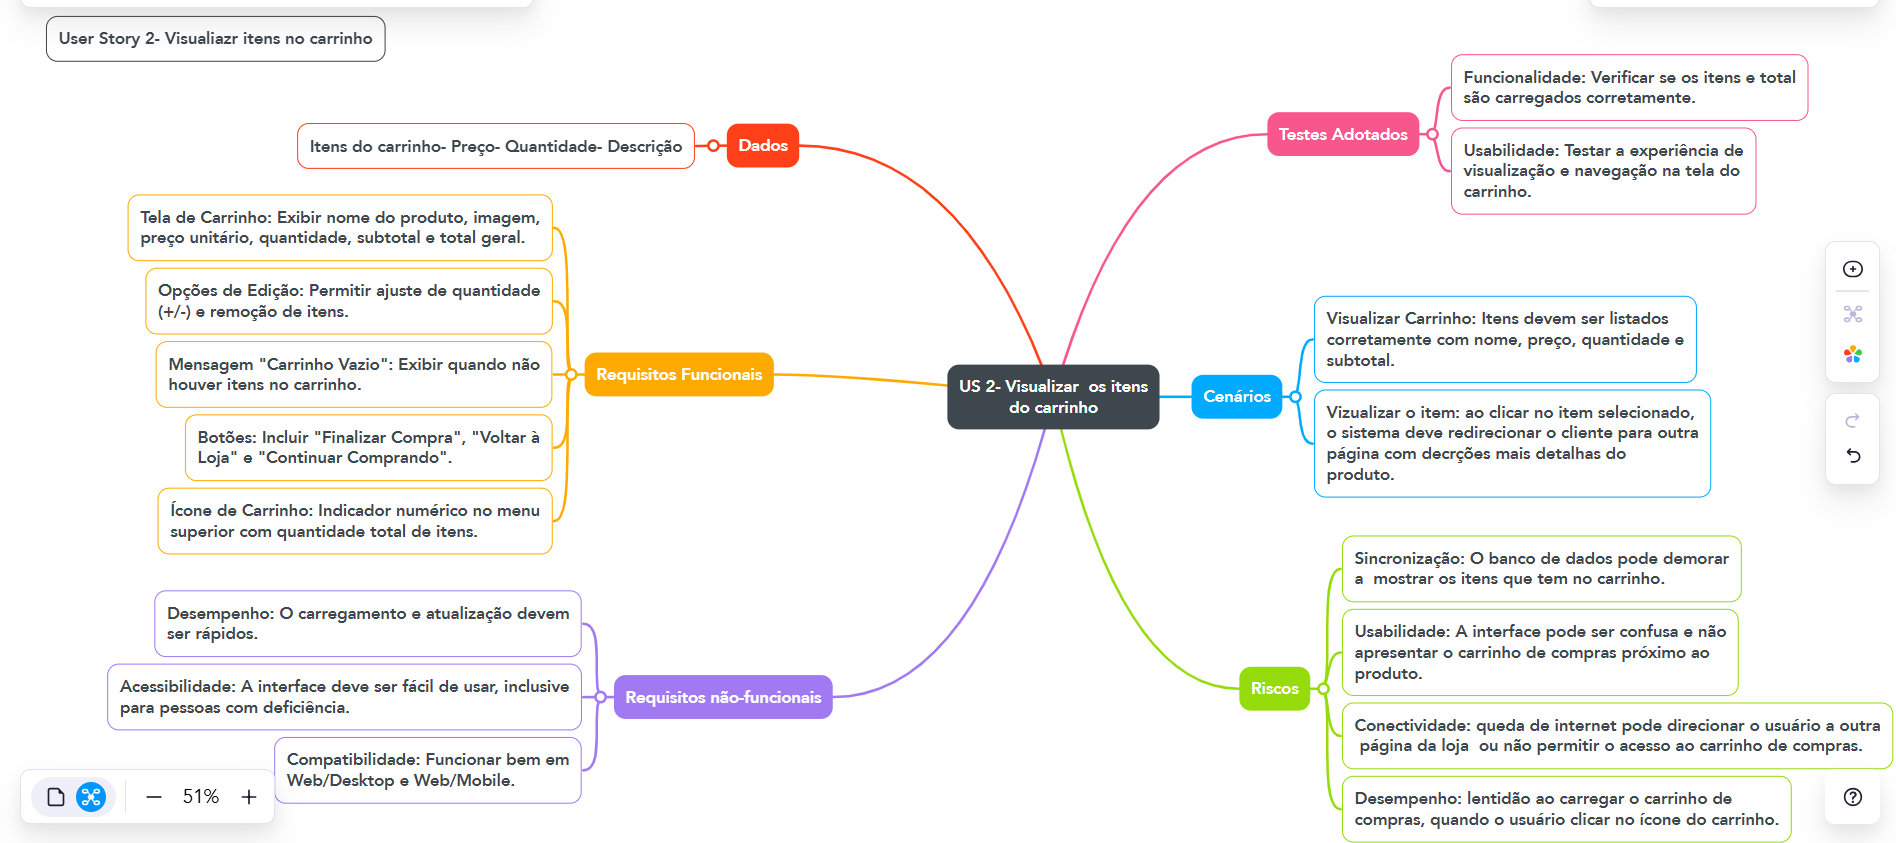 User Story 2- Visualiazr itens no carrinho
Itens do carrinho- Preço- Quantidade- Descrição
Dados
Tela de Carrinho: Exibir nome do produto, imagem,
preço unitário, quantidade, subtotal e total geral.
Opções de Edição: Permitir ajuste de quantidade
(+/-) e remoção de itens.
Mensagem "Carrinho Vazio": Exibir quando não
houver itens no carrinho.
Botões: Incluir "Finalizar Compra", "Voltar à
Loja" e "Continuar Comprando".
Ícone de Carrinho: Indicador numérico no menu
superior com quantidade total de itens.
Requisitos Funcionais
Desempenho: O carregamento e atualização devem
ser rápidos.
Acessibilidade: A interface deve ser fácil de usar, inclusive
para pessoas com deficiência.
Compatibilidade: Funcionar bem em
Web/Desktop e Web/Mobile.
Requisitos não-funcionais
US 2- Visualizar  os itens
do carrinho
Testes Adotados
Funcionalidade: Verificar se os itens e total
são carregados corretamente.
Usabilidade: Testar a experiência de
visualização e navegação na tela do
carrinho.
Cenários
Visualizar Carrinho: Itens devem ser listados
corretamente com nome, preço, quantidade e
subtotal.
Vizualizar o item: ao clicar no item selecionado,
o sistema deve redirecionar o cliente para outra
página com decrções mais detalhas do
produto.
Riscos
Sincronização: O banco de dados pode demorar
a  mostrar os itens que tem no carrinho.
Usabilidade: A interface pode ser confusa e não
apresentar o carrinho de compras próximo ao
produto.
Conectividade: queda de internet pode direcionar o usuário a outra
página da loja  ou não permitir o acesso ao carrinho de compras.
Desempenho: lentidão ao carregar o carrinho de
compras, quando o usuário clicar no ícone do carrinho.
51%